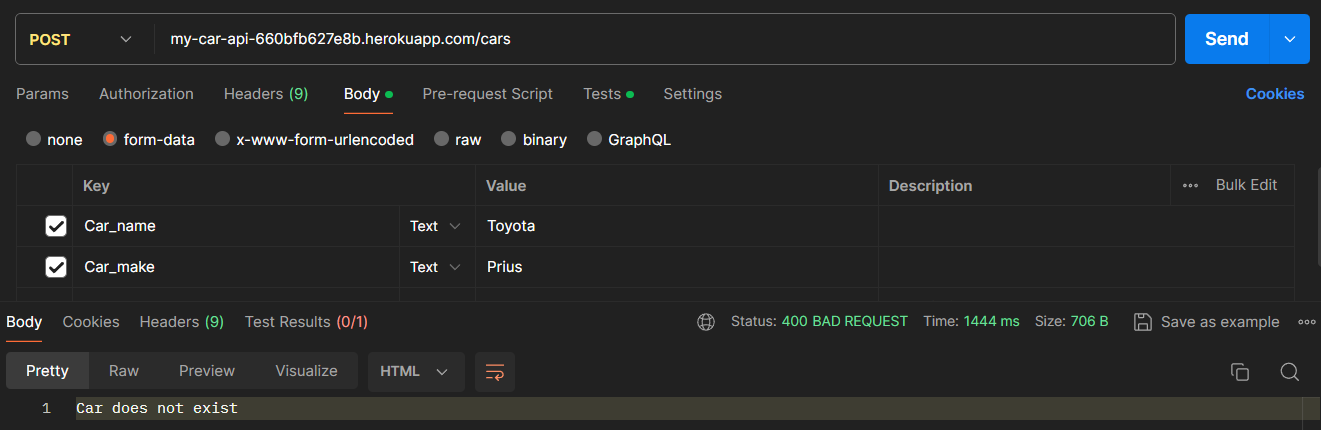 POST my-car-api-660bfb627e8b.herokuapp.com/cars Send
Params Authorization Headers (9) Body Pre-request Script Tests Settings Cookies
none form-data x-www-form-urlencoded raw binary GraphQL
Key Value Description Bulk Edit
Car_name Text Toyota
Car_make Text Prius
Body Cookies Headers (9) Test Results (0/1) Status: 400 BAD REQUEST Time: 1444 ms Size: 706 B Save as example
Pretty Raw Preview Visualize HTML
1 Car does not exist